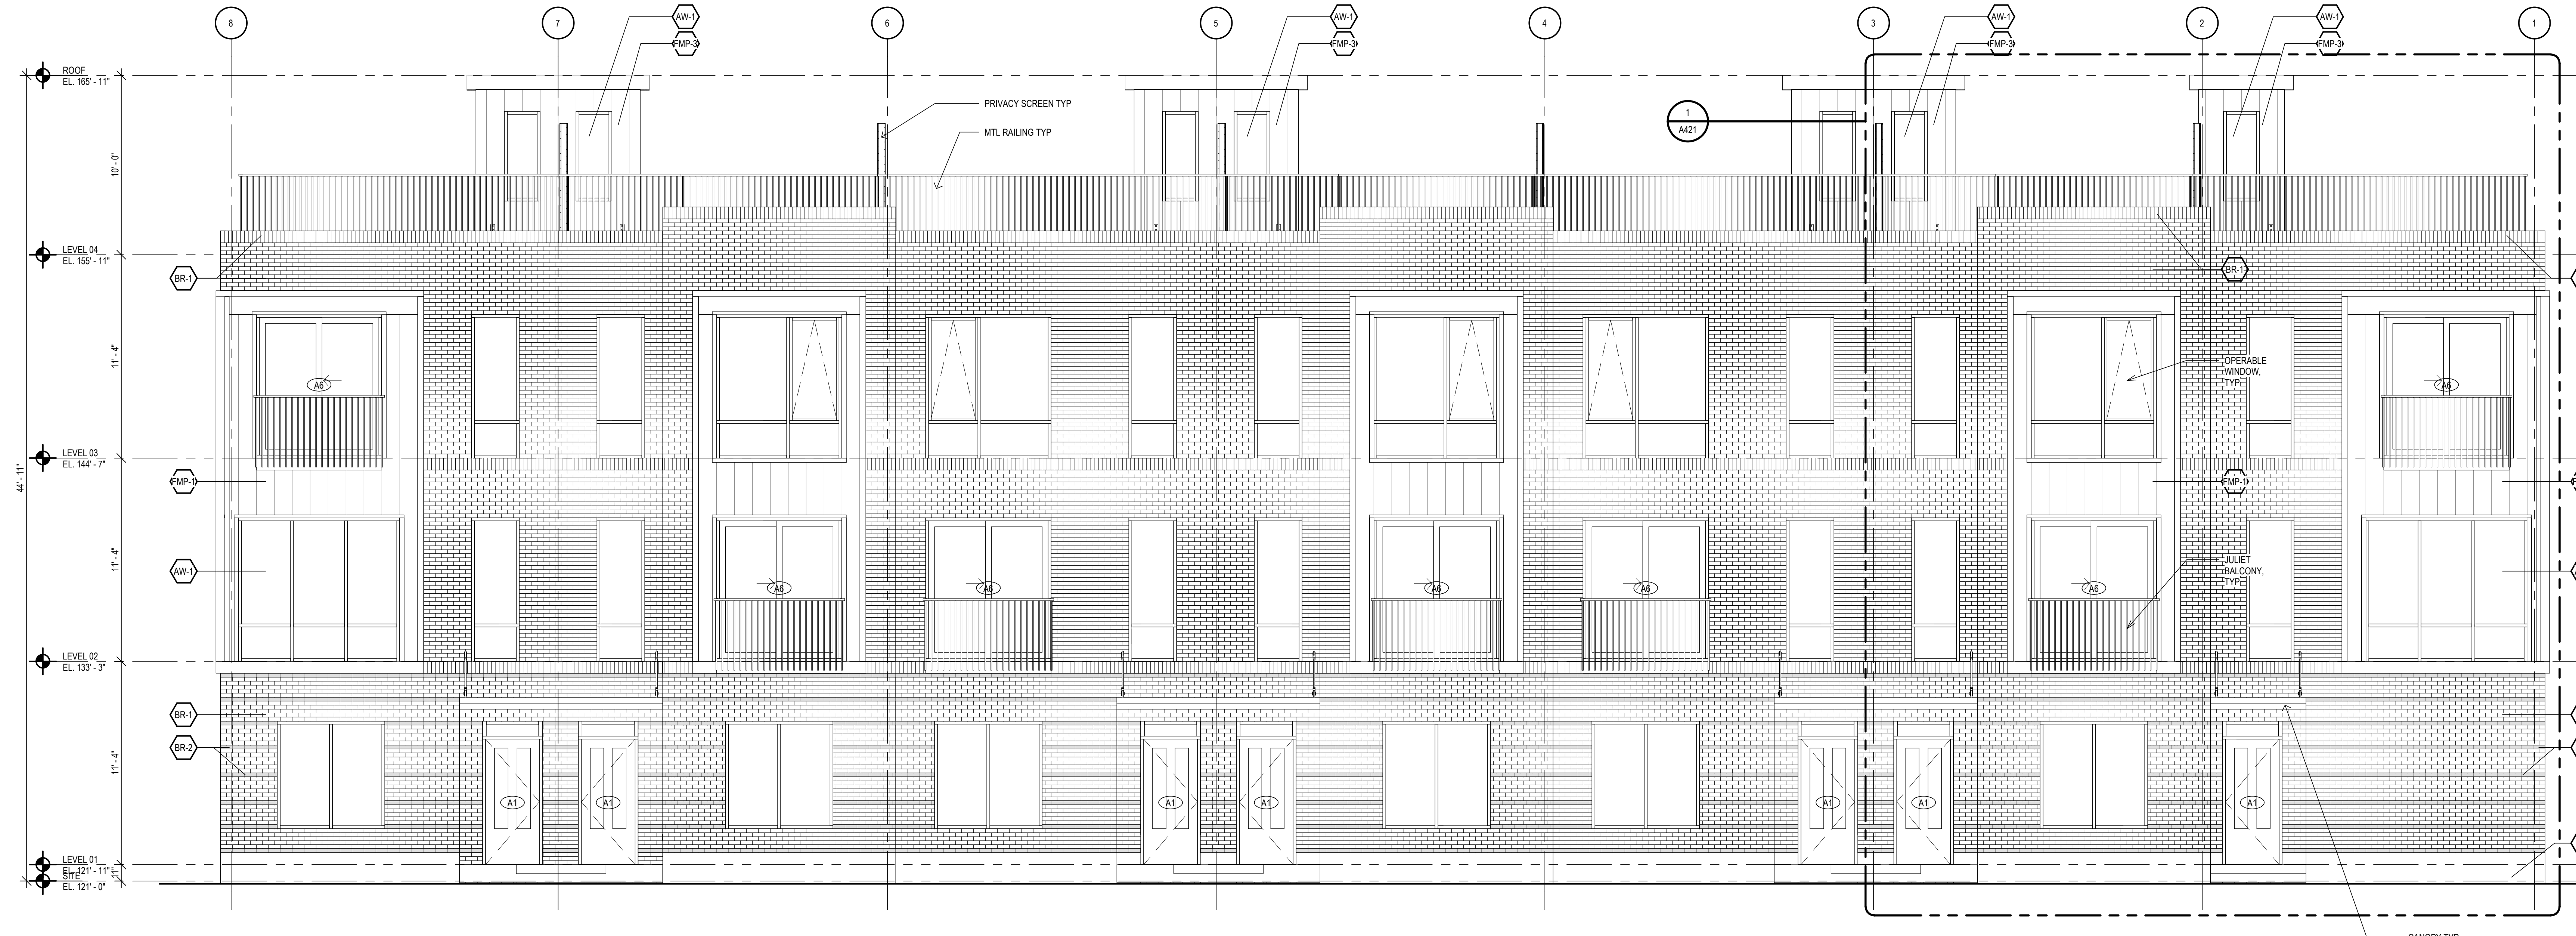 8
7
6
5
4
3
2
1
AW-1
FMP-3
AW-1
FMP-3
AW-1
FMP-3
AW-1
FMP-3
ROOF
EL. 165' - 11"
PRIVACY SCREEN TYP
MTL RAILING TYP
1
A421
10' - 0"
LEVEL 04
EL. 155' - 11"
BR-1
BR-1
11' - 4"
OPERABLE
WINDOW,
TYP.
A6
A6
LEVEL 03
EL. 144' - 7"
44' - 11"
FMP-1
FMP-1
11' - 4"
AW-1
JULIET
BALCONY,
TYP.
A6
A6
A6
A6
A6
LEVEL 02
EL. 133' - 3"
BR-1
BR-2
11' - 4"
A1
A1
A1
A1
A1
A1
A1
LEVEL 01
EL. 121' - 11"
11"
SITE
EL. 121' - 0"